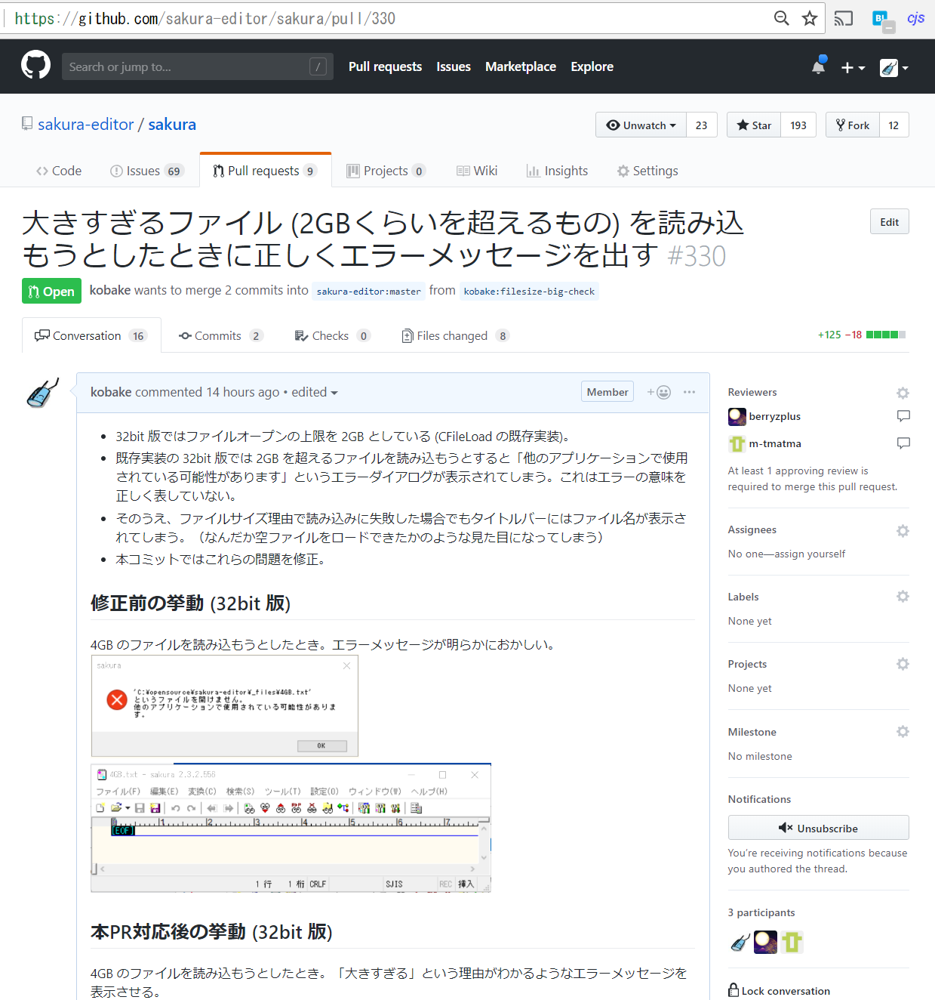 https://github.com/sakura-editor/sakura/pull/330
Search or jump to...
/
Pull requests Issues Marketplace Explore
sakura-editor / sakura
Unwatch 23 Star 193 Fork 12
Code Issues 69 Pull requests 9 Projects 0 Wiki Insights Settings
大きすぎるファイル (2GBくらいを超えるもの) を読み込
もうとしたときに正しくエラーメッセージを出す #330
Edit
Open kobake wants to merge 2 commits into sakura-editor:master from kobake:filesize-big-check
Conversation 16 Commits 2 Checks 0 Files changed 8 +125 −18
kobake commented 14 hours ago • edited
Member
• 32bit 版ではファイルオープンの上限を 2GB としている (CFileLoad の既存実装)。
• 既存実装の 32bit 版では 2GB を超えるファイルを読み込もうとすると「他のアプリケーションで使用
されている可能性があります」というエラーダイアログが表示されてしまう。これはエラーの意味を
正しく表していない。
• そのうえ、ファイルサイズ理由で読み込みに失敗した場合でもタイトルバーにはファイル名が表示さ
れてしまう。（なんだか空ファイルをロードできたかのような見た目になってしまう）
• 本コミットではこれらの問題を修正。
修正前の挙動 (32bit 版)
4GB のファイルを読み込もうとしたとき。エラーメッセージが明らかにおかしい。
sakura
'C:¥opensource¥sakura-editor¥_files¥4GB.txt'
というファイルを開けません。
他のアプリケーションで使用されている可能性がありま
す。
OK
4GB.txt - sakura 2.3.2.556
ファイル(F) 編集(E) 変換(C) 検索(S) ツール(T) 設定(O) ウィンドウ(W) ヘルプ(H)
1 2 3 4 5 6 7
[EOF]
1 行 1 桁 CRLF SJIS REC 挿入
本PR対応後の挙動 (32bit 版)
4GB のファイルを読み込もうとしたとき。「大きすぎる」という理由がわかるようなエラーメッセージを
表示させる。
Reviewers
berryzplus
m-tmatma
At least 1 approving review is
required to merge this pull request.
Assignees
No one—assign yourself
Labels
None yet
Projects
None yet
Milestone
No milestone
Notifications
Unsubscribe
You're receiving notifications because
you authored the thread.
3 participants
Lock conversation